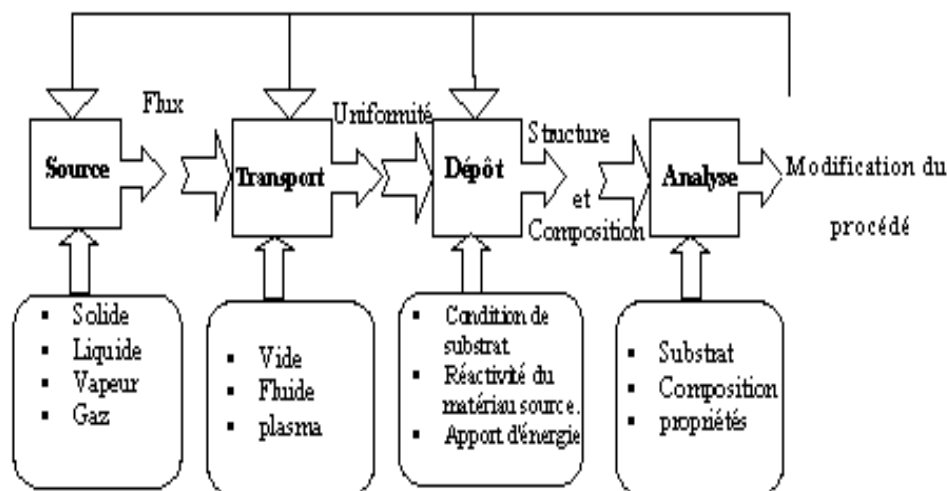 Flux
Uniformité
Structure
et
Composition
Source
Transport
Dépôt
Analyse
Modification du
procédé
▪ Solide
▪ Liquide
▪ Vapeur
▪ Gaz
▪ Vide
▪ Fluide
▪ plasma
▪ Condition de
substrat.
▪ Réactivité du
matériau source.
▪ Apport d'énergie
▪ Substrat
▪ Composition
▪ propriétés